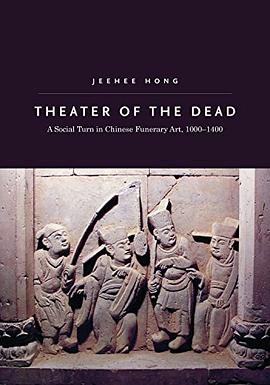 JEEHEE HONG
THEATER OF THE DEAD
A Social Turn in Chinese Funerary Art, 1000–1400